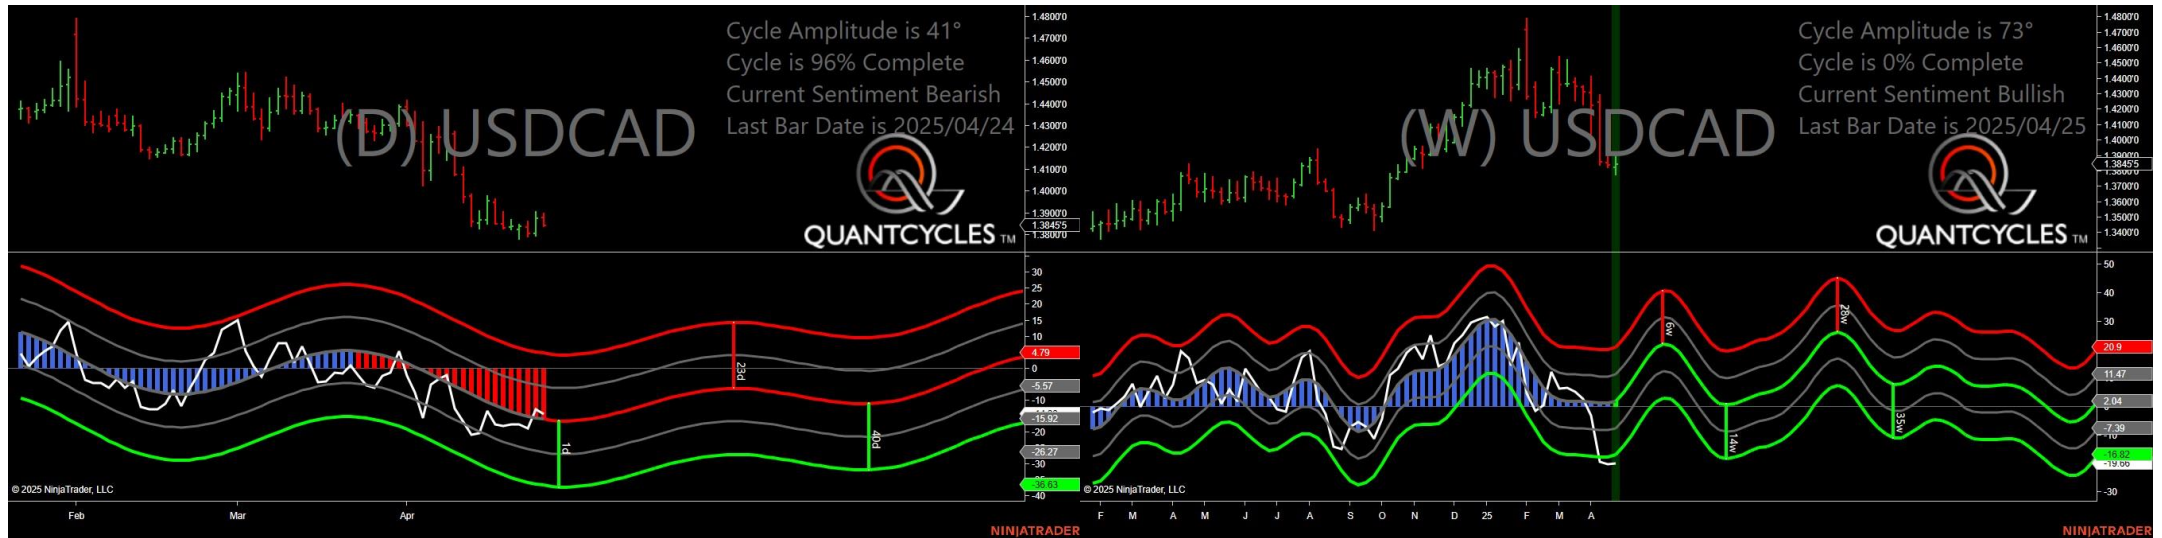 Cycle Amplitude is 41°
Cycle is 96% Complete
Current Sentiment Bearish
Last Bar Date is 2025/04/24
(D) USDCAD
QUANTCYCLES TM
1.4800'0
1.4700'0
1.4600'0
1.4500'0
1.4400'0
1.4300'0
1.4200'0
1.4100'0
1.4000'0
1.3900'0
1.3845'5
1.3800'0
30
25
20
15
10
5
4.79
0
-5.57
-10
-15.92
-20
-26.27
-30
-36.63
-40
1d
23d
40d
© 2025 NinjaTrader, LLC
Feb
Mar
Apr
NINJATRADER
Cycle Amplitude is 73°
Cycle is 0% Complete
Current Sentiment Bullish
Last Bar Date is 2025/04/25
(W) USDCAD
QUANTCYCLES TM
1.4800'0
1.4700'0
1.4600'0
1.4500'0
1.4400'0
1.4300'0
1.4200'0
1.4100'0
1.4000'0
1.3900'0
1.3845'5
1.3800'0
1.3700'0
1.3600'0
1.3500'0
1.3400'0
50
40
30
20.9
11.47
2.04
-7.39
-10
-16.82
-19.66
-30
6w
14w
28w
35w
© 2025 NinjaTrader, LLC
F M A M J J A S O N D 25 F M A
NINJATRADER